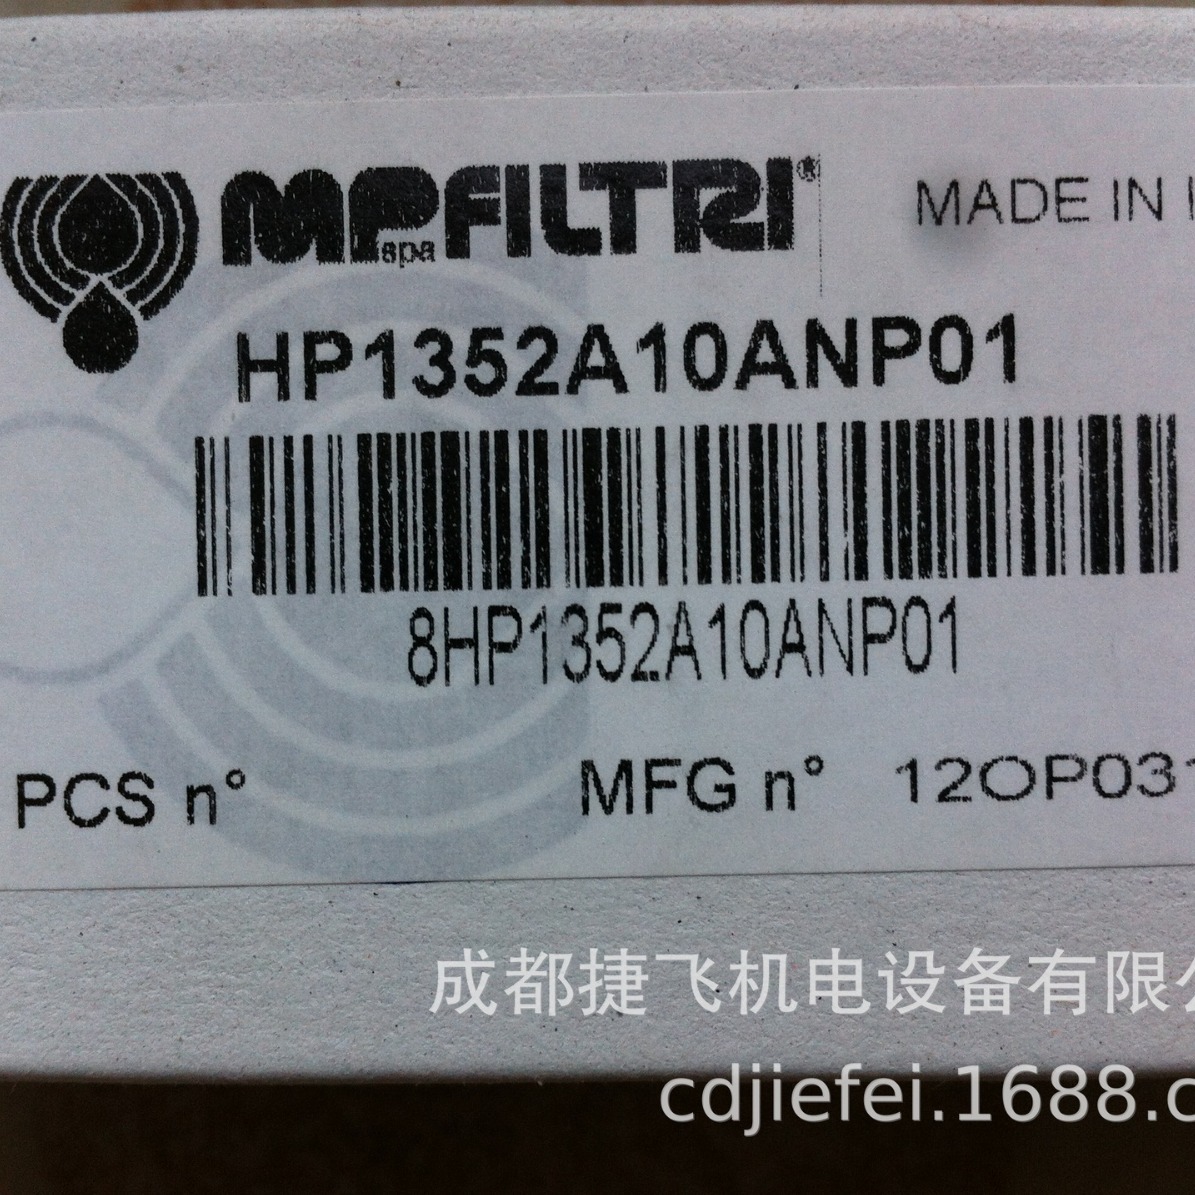 MPFILTRI®
spa
MADE IN
HP1352A10ANP01
8HP1352A10ANP01
PCS n° MFG n° 12OP031
成都捷飞机电设备有限公
cdjiefei.1688.c